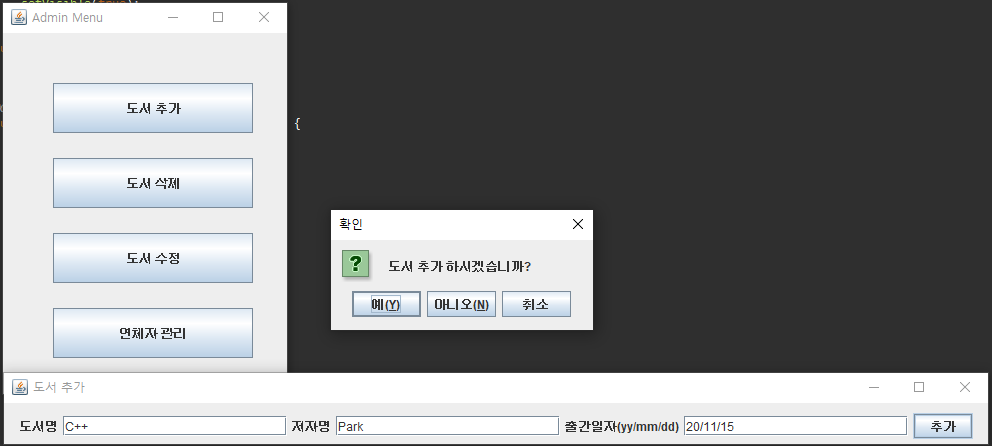 Admin Menu
도서 추가
{
도서 삭제
확인
도서 수정
도서 추가 하시겠습니까?
예(Y) 아니오(N) 취소
연체자 관리
도서 추가
도서명 C++ 저자명 Park 출간일자(yy/mm/dd) 20/11/15 추가